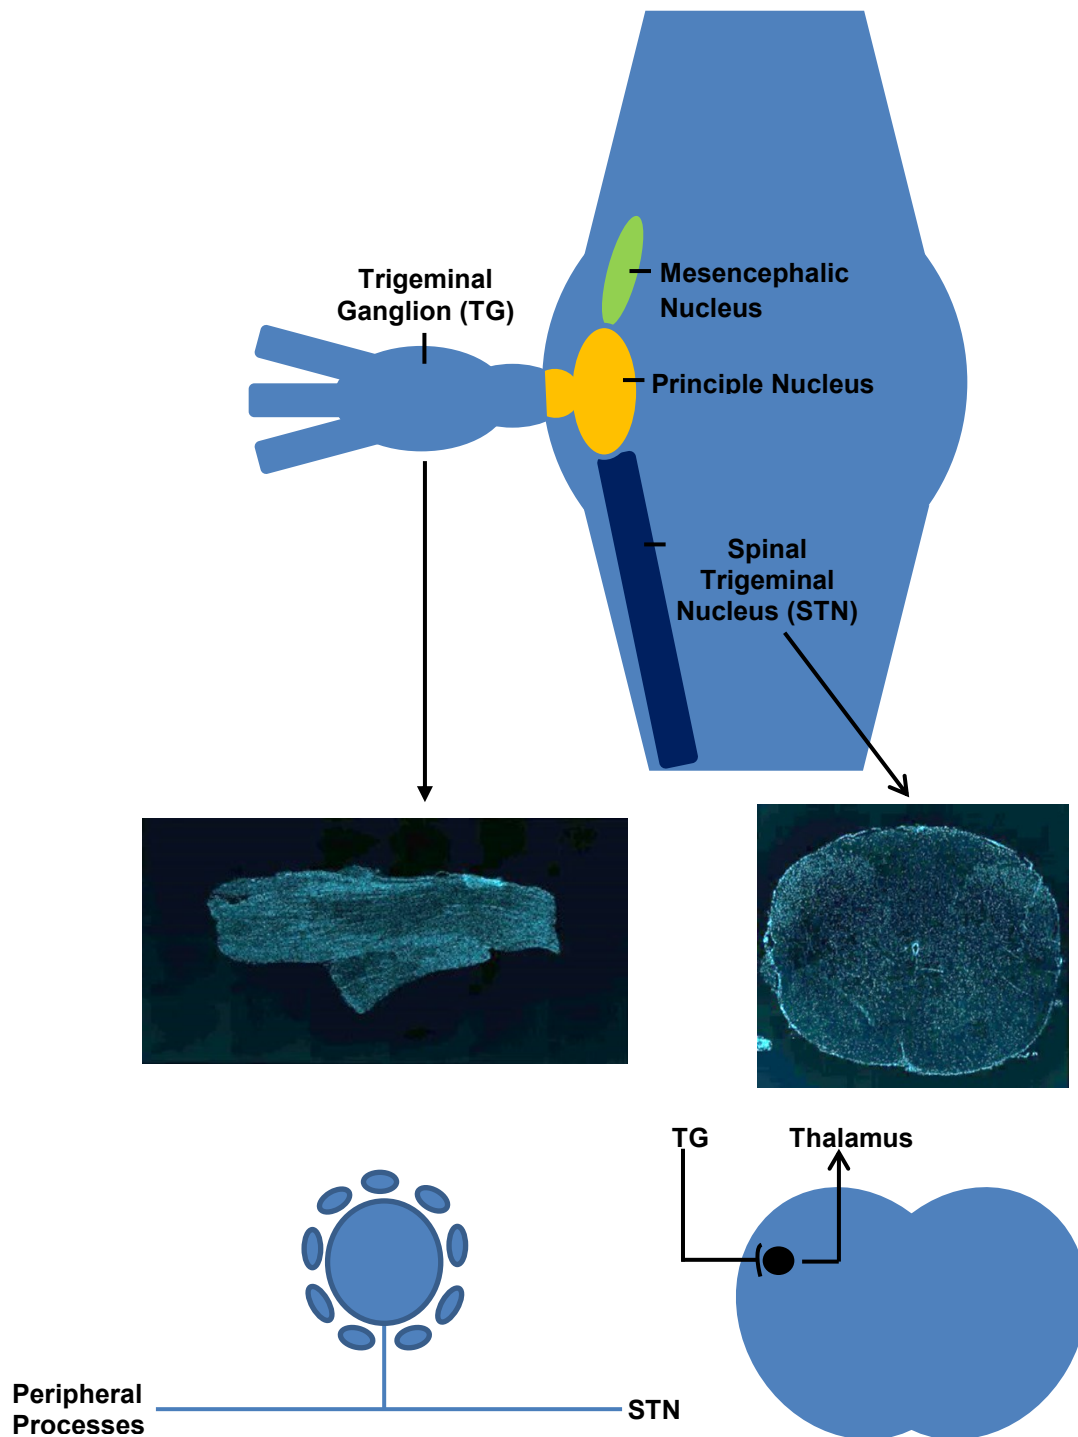 Trigeminal
Ganglion (TG)
Mesencephalic
Nucleus
Principle Nucleus
Spinal
Trigeminal
Nucleus (STN)
TG
Thalamus
Peripheral
Processes
STN